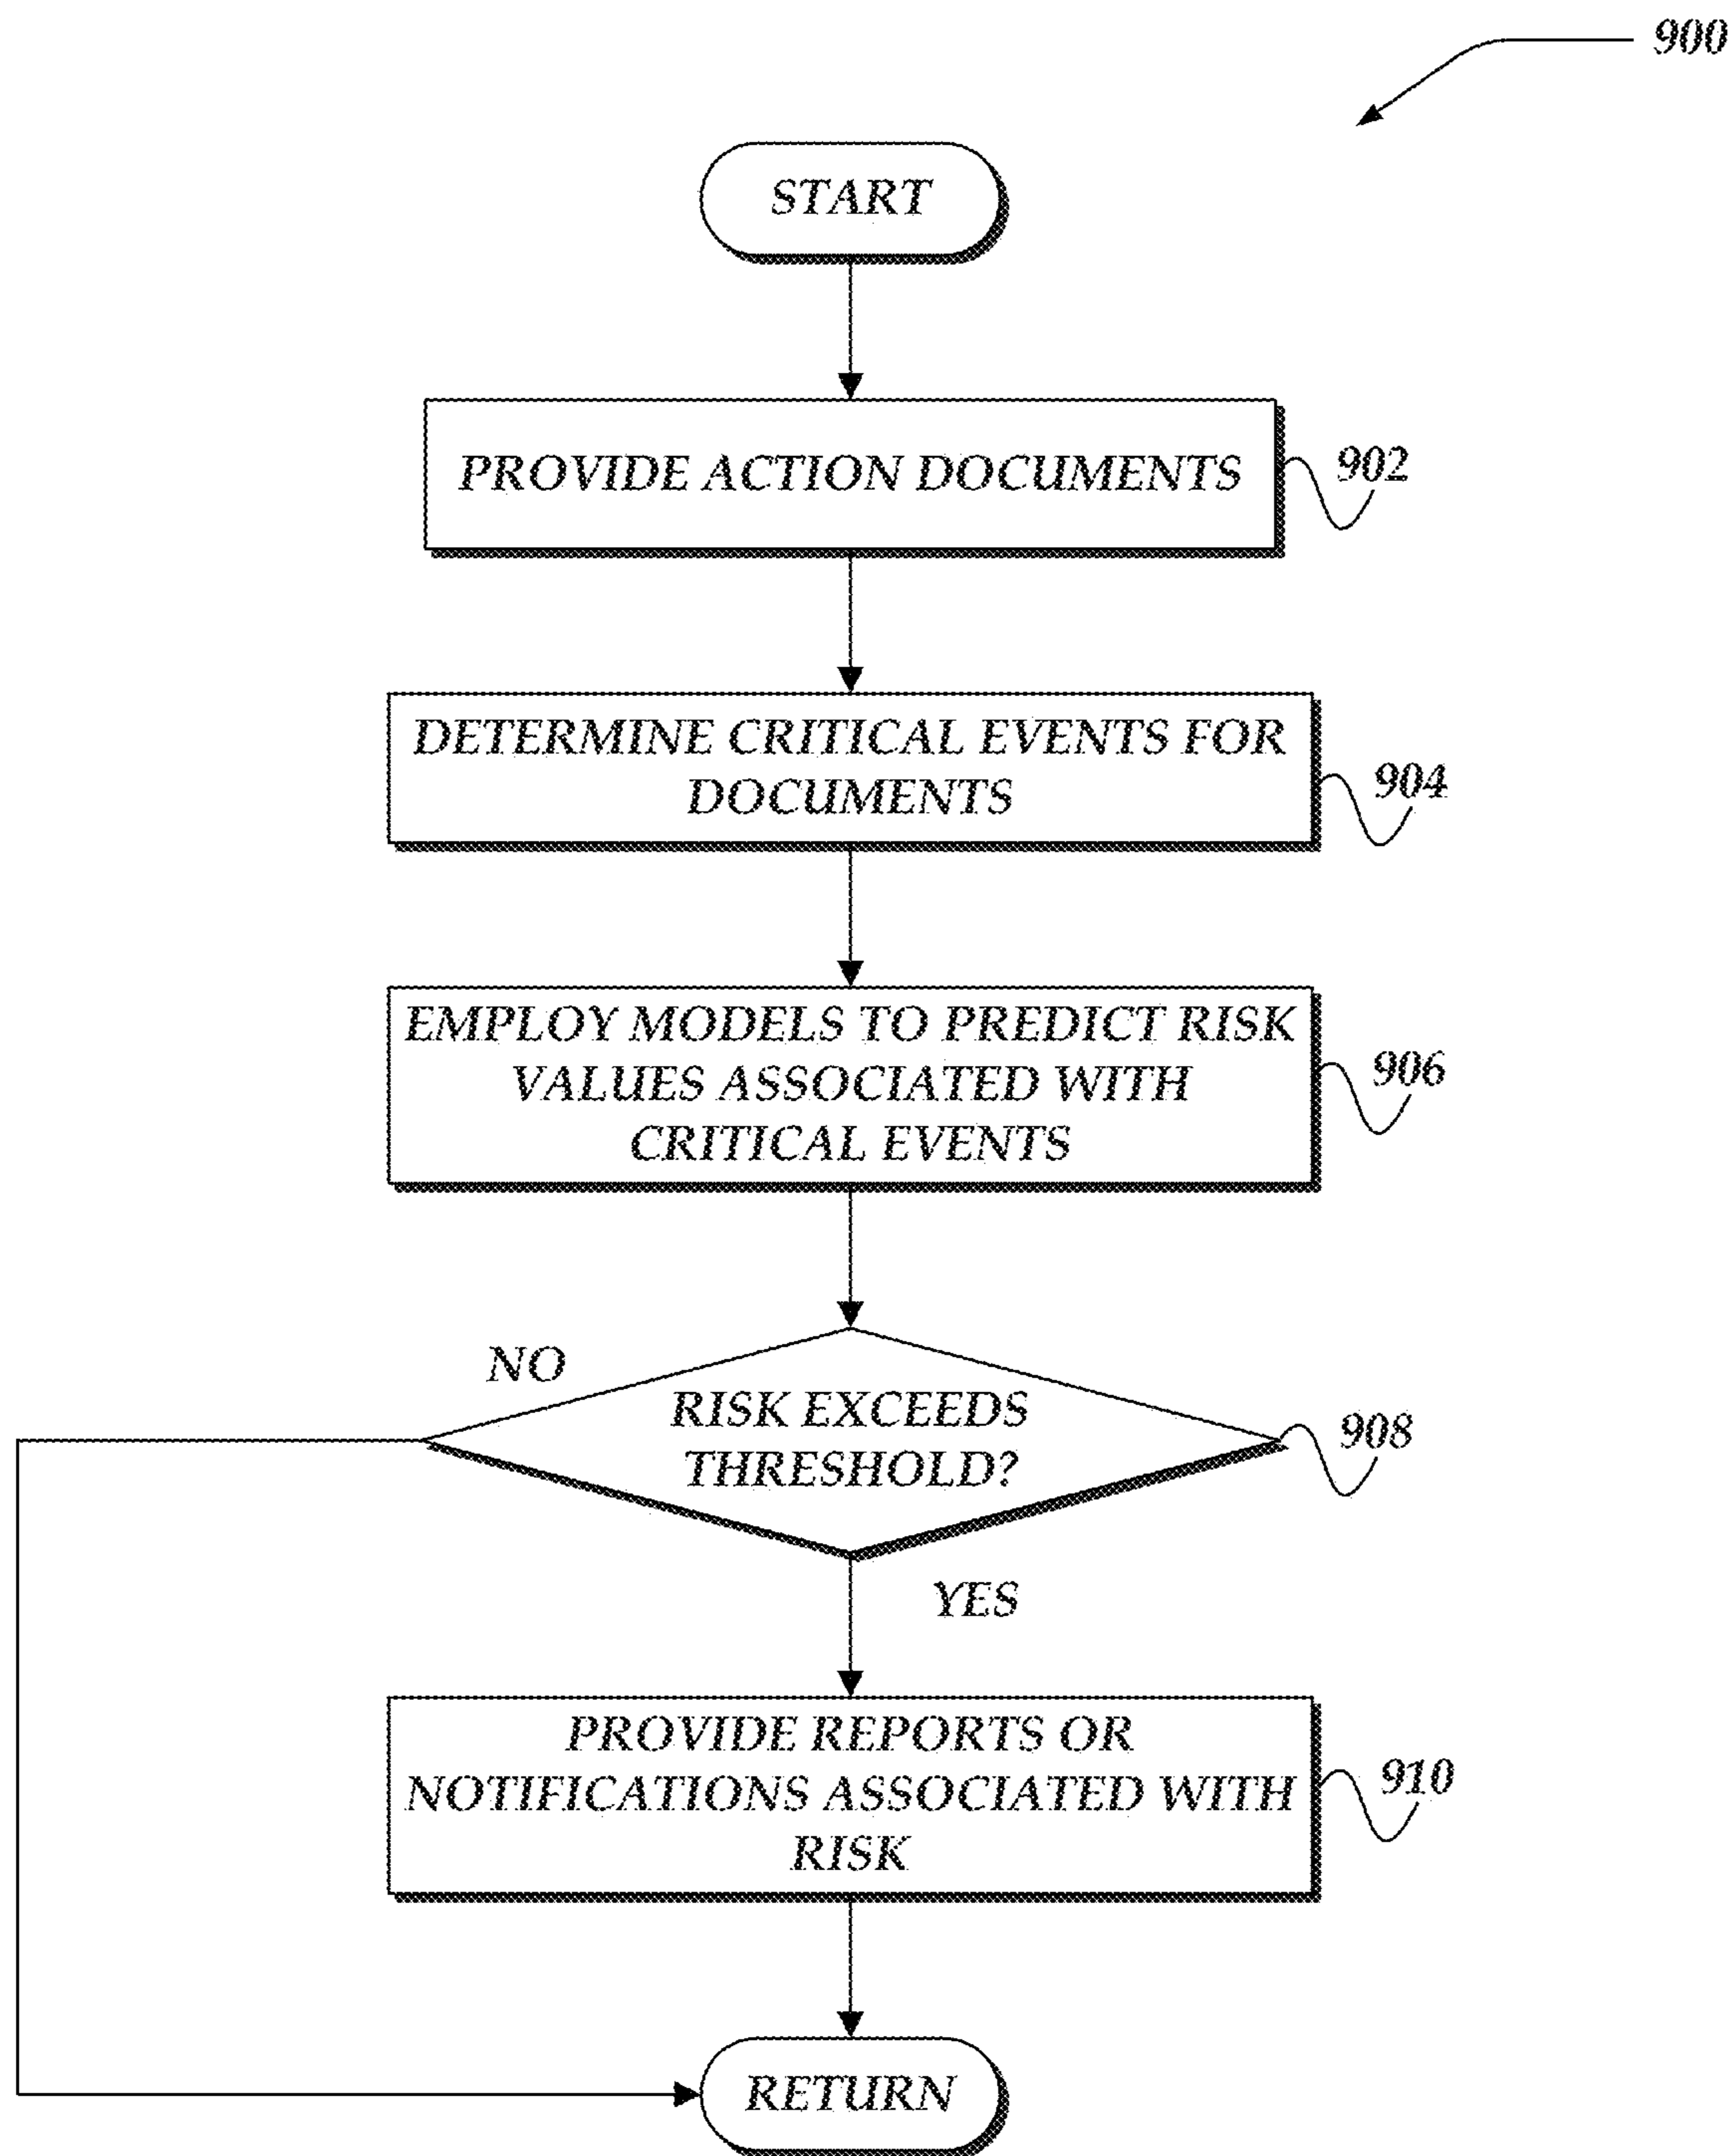 900
START
PROVIDE ACTION DOCUMENTS
902
DETERMINE CRITICAL EVENTS FOR
DOCUMENTS
904
EMPLOY MODELS TO PREDICT RISK
VALUES ASSOCIATED WITH
CRITICAL EVENTS
906
NO
RISK EXCEEDS
THRESHOLD?
908
YES
PROVIDE REPORTS OR
NOTIFICATIONS ASSOCIATED WITH
RISK
910
RETURN